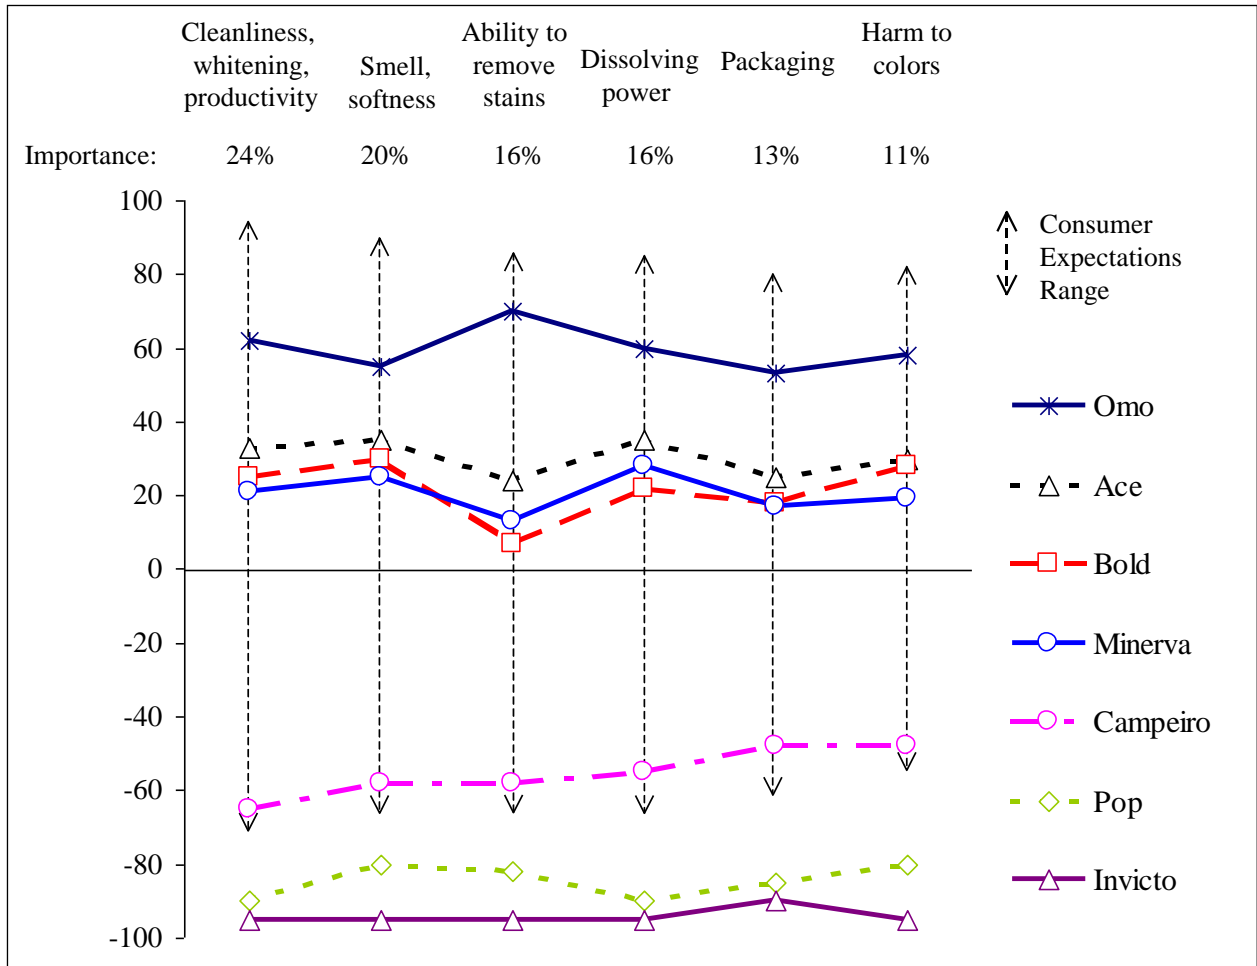 Cleanliness,
whitening,
productivity
Smell,
softness
Ability to
remove
stains
Dissolving
power
Packaging
Harm to
colors
Importance: 24% 20% 16% 16% 13% 11%
100
80
60
40
20
0
-20
-40
-60
-80
-100
Consumer
Expectations
Range
Omo
Ace
Bold
Minerva
Campeiro
Pop
Invicto